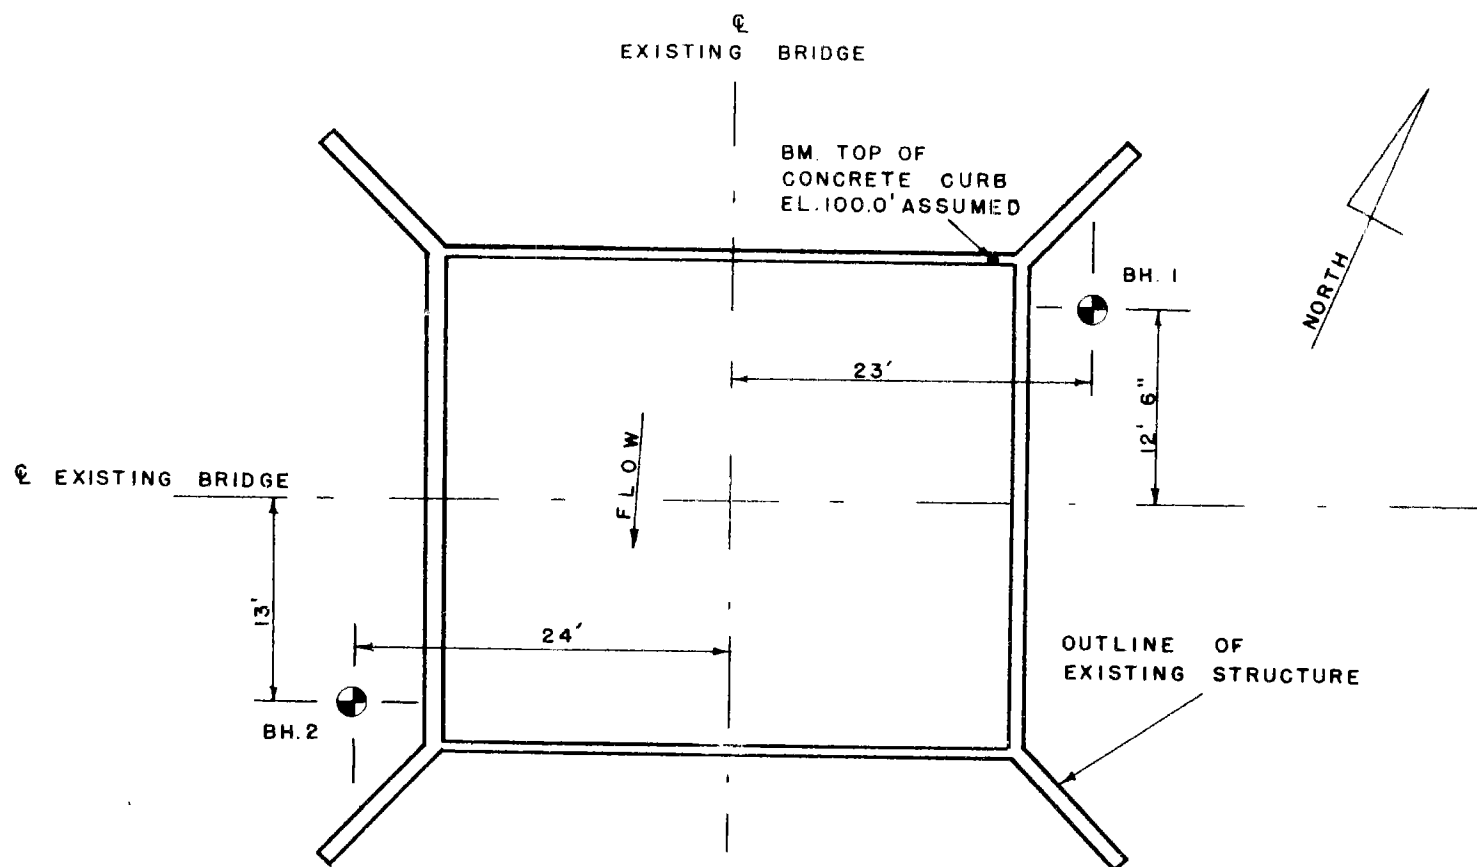 ℄
EXISTING BRIDGE
BM. TOP OF
CONCRETE CURB
EL.100.0' ASSUMED
BH. 1
NORTH
23'
12' 6"
FLOW
℄ EXISTING BRIDGE
13'
24'
OUTLINE OF
EXISTING STRUCTURE
BH. 2